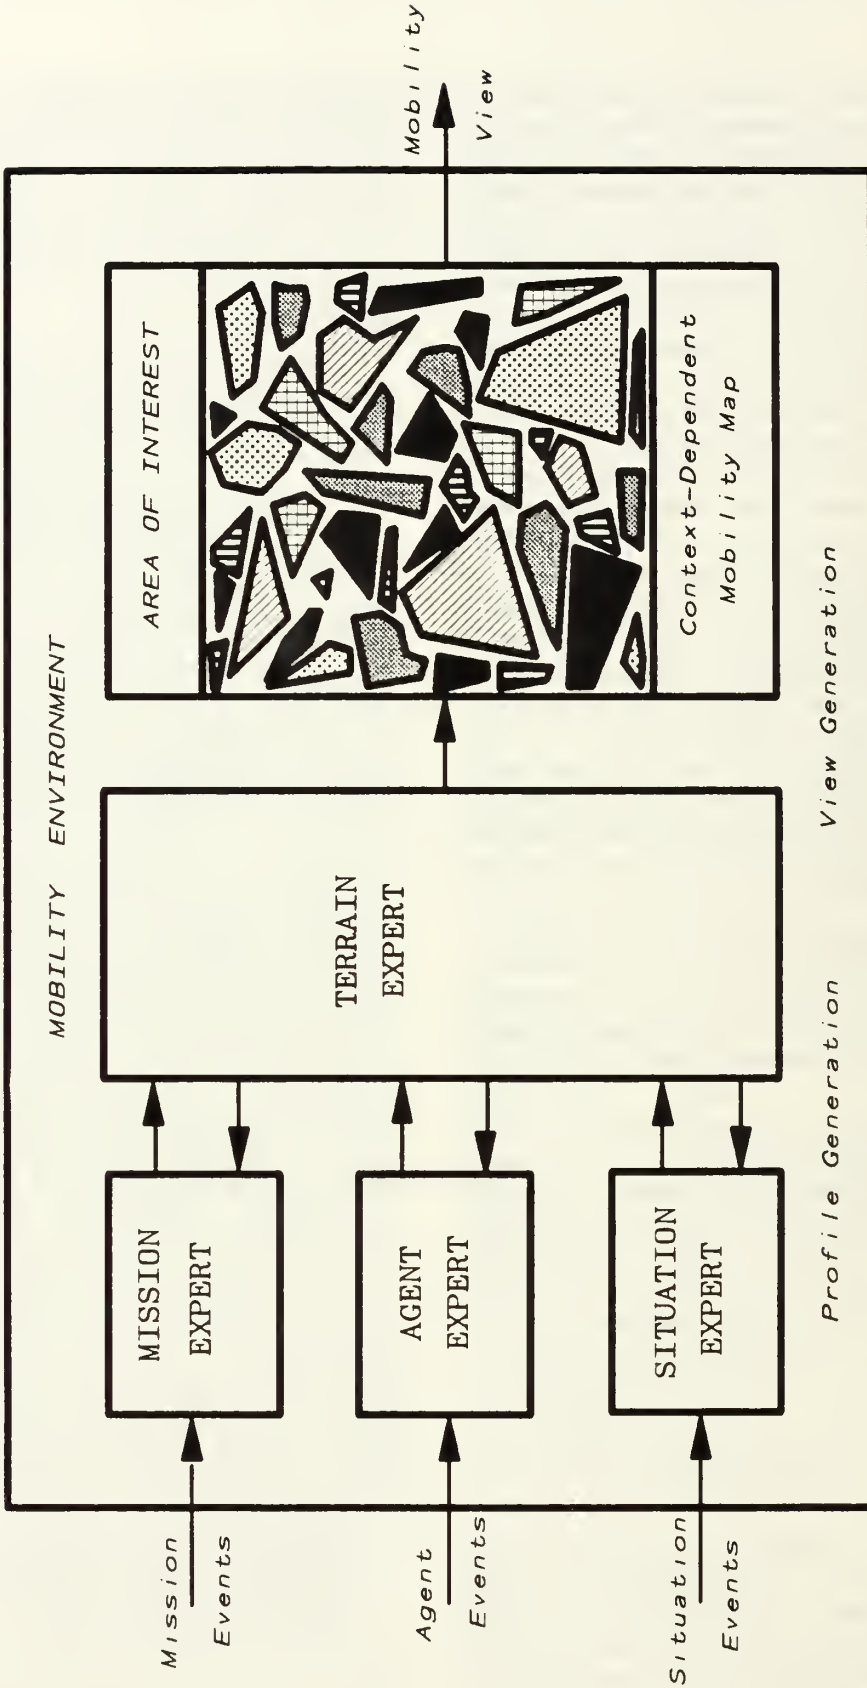 MOBILITY ENVIRONMENT
Mission
Events
MISSION
EXPERT
Agent
Events
AGENT
EXPERT
Situation
Events
SITUATION
EXPERT
TERRAIN
EXPERT
AREA OF INTEREST
Context-Dependent
Mobility Map
Mobility
View
Profile Generation
View Generation